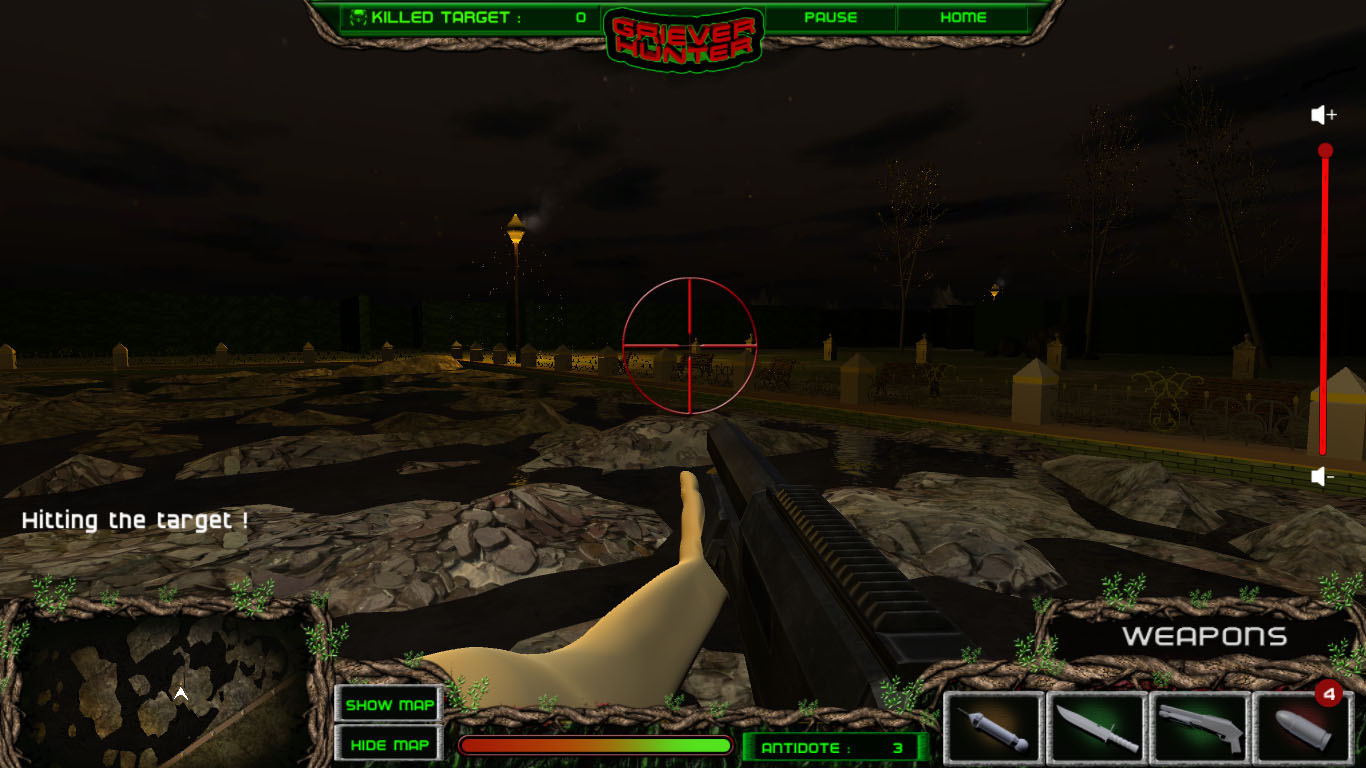 KILLED TARGET : 0
GRIEVER
HUNTER
PAUSE
HOME
Hitting the target !
WEAPONS
4
SHOW MAP
HIDE MAP
ANTIDOTE : 3